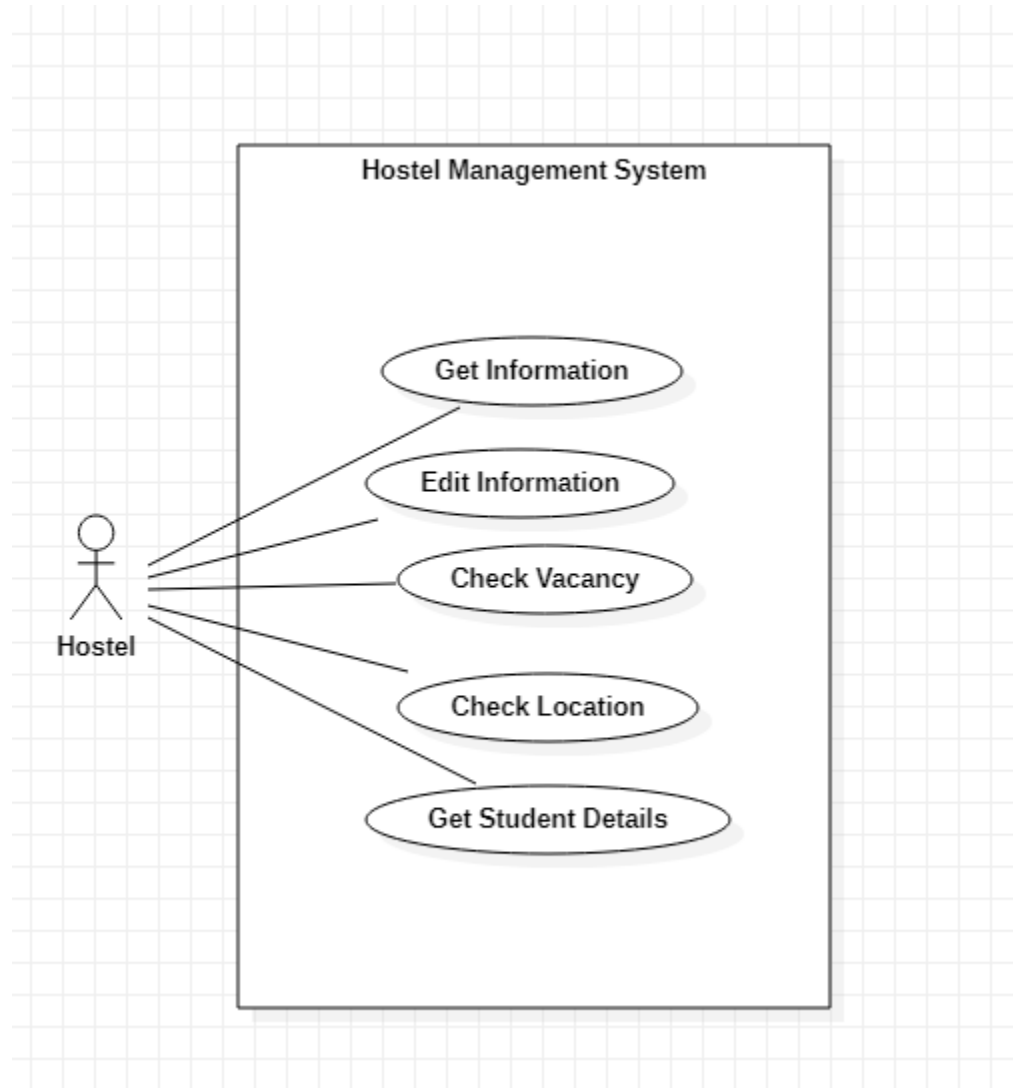 Hostel Management System
Get Information
Edit Information
Check Vacancy
Hostel
Check Location
Get Student Details